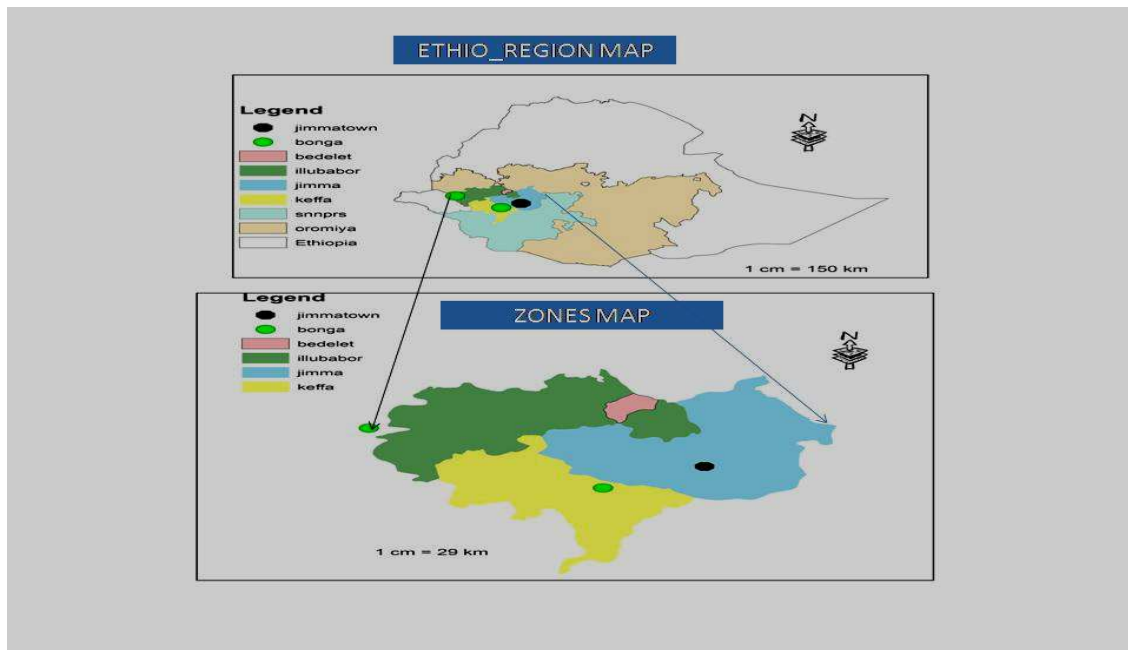 ETHIO_REGION MAP
Legend
jimmatown
bonga
bedelet
illubabor
jimma
keffa
snnprs
oromiya
Ethiopia
N
1 cm = 150 km
Legend
ZONES MAP
jimmatown
bonga
bedelet
illubabor
jimma
keffa
N
1 cm = 29 km